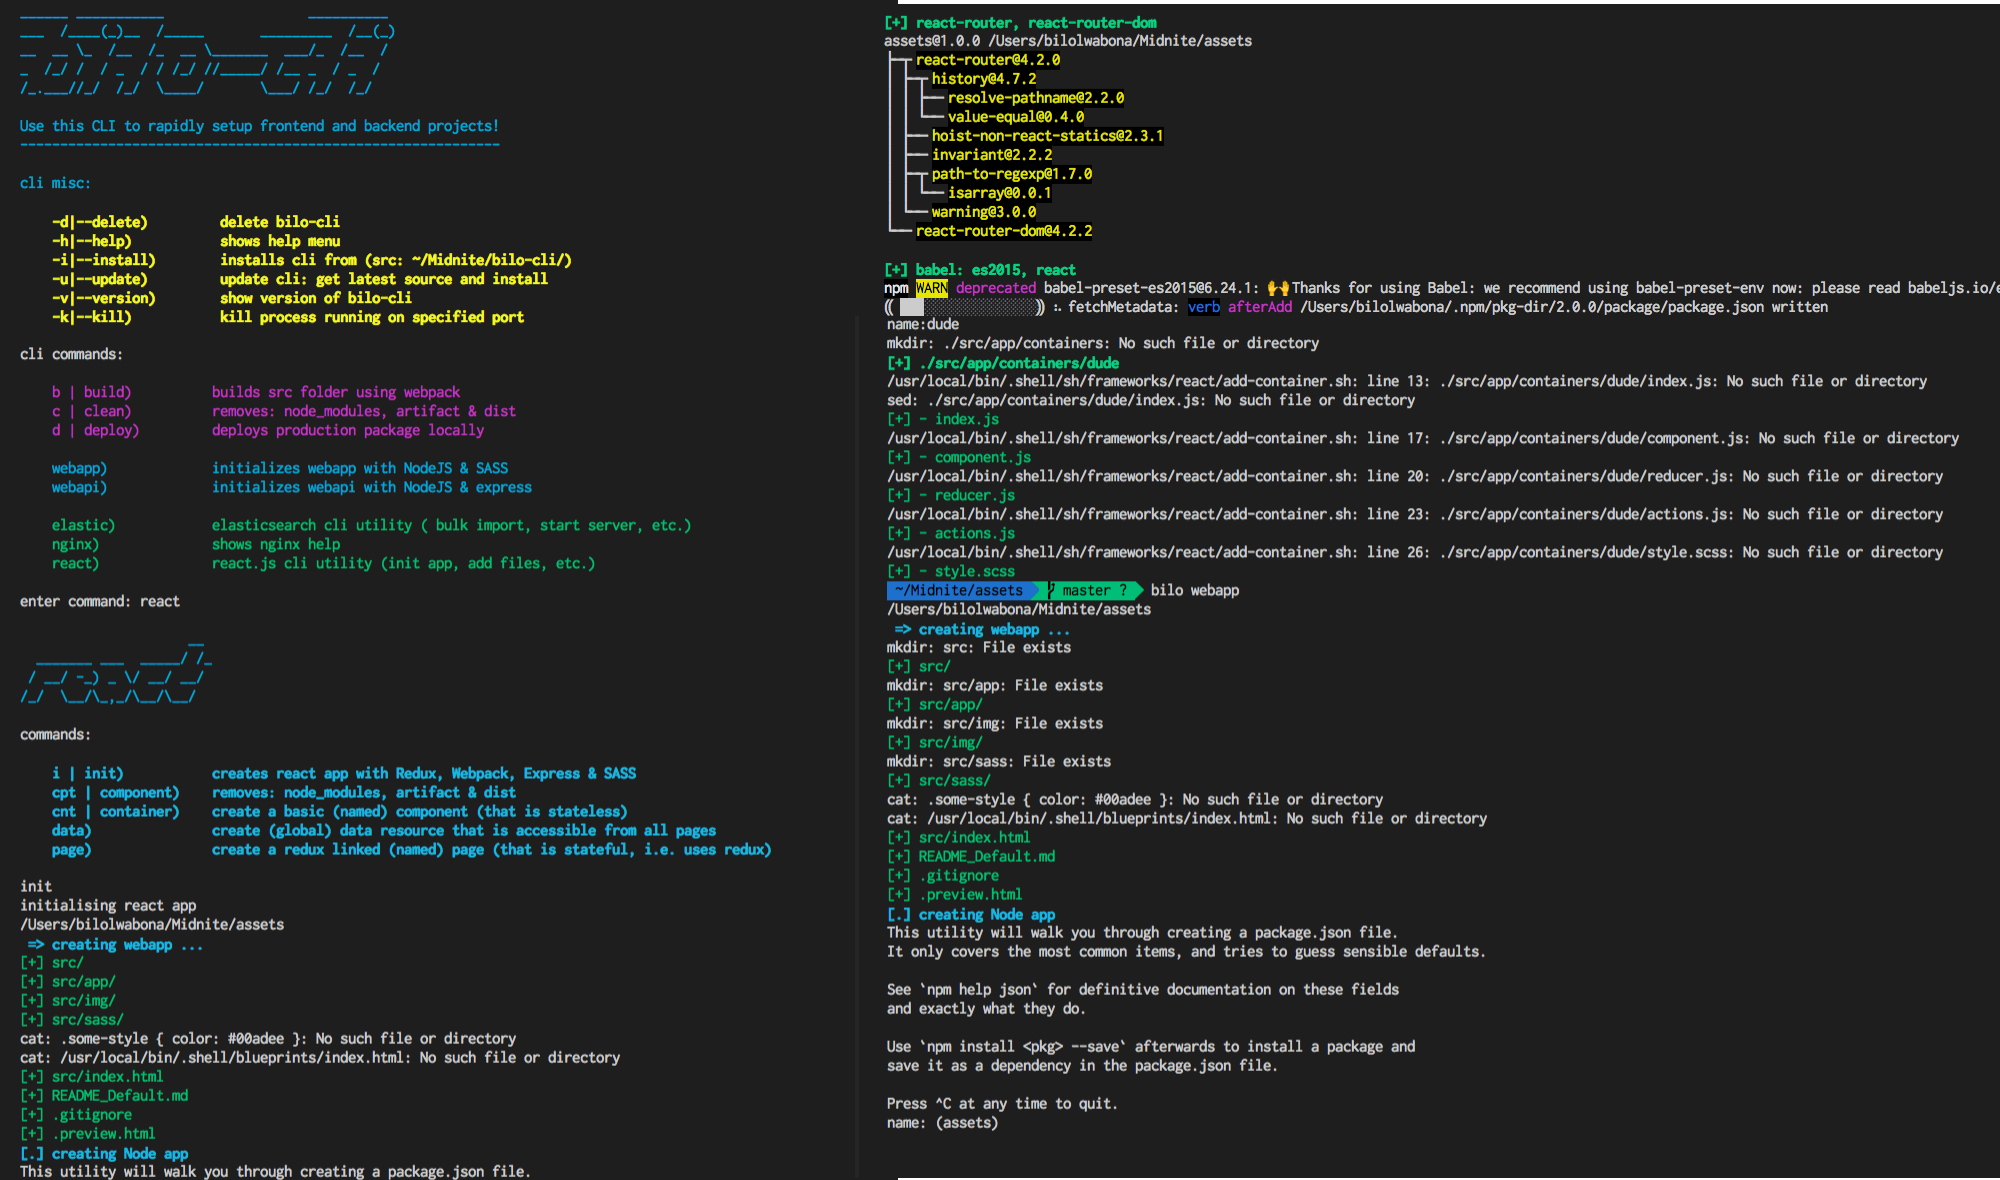 bilo-cli
Use this CLI to rapidly setup frontend and backend projects!
------------------------------------------------------------
cli misc:
-d|--delete) delete bilo-cli
-h|--help) shows help menu
-i|--install) installs cli from (src: ~/Midnite/bilo-cli/)
-u|--update) update cli: get latest source and install
-v|--version) show version of bilo-cli
-k|--kill) kill process running on specified port
cli commands:
b | build) builds src folder using webpack
c | clean) removes: node_modules, artifact & dist
d | deploy) deploys production package locally
webapp) initializes webapp with NodeJS & SASS
webapi) initializes webapi with NodeJS & express
elastic) elasticsearch cli utility ( bulk import, start server, etc.)
nginx) shows nginx help
react) react.js cli utility (init app, add files, etc.)
enter command: react
react
commands:
i | init) creates react app with Redux, Webpack, Express & SASS
cpt | component) removes: node_modules, artifact & dist
cnt | container) create a basic (named) component (that is stateless)
data) create (global) data resource that is accessible from all pages
page) create a redux linked (named) page (that is stateful, i.e. uses redux)
init
initialising react app
/Users/bilolwabona/Midnite/assets
=> creating webapp ...
[+] src/
[+] src/app/
[+] src/img/
[+] src/sass/
cat: .some-style { color: #00adee }: No such file or directory
cat: /usr/local/bin/.shell/blueprints/index.html: No such file or directory
[+] src/index.html
[+] README_Default.md
[+] .gitignore
[+] .preview.html
[.] creating Node app
This utility will walk you through creating a package.json file.
[+] react-router, react-router-dom
assets@1.0.0 /Users/bilolwabona/Midnite/assets
├─┬ react-router@4.2.0
│ ├─┬ history@4.7.2
│ │ ├── resolve-pathname@2.2.0
│ │ └── value-equal@0.4.0
│ ├── hoist-non-react-statics@2.3.1
│ ├── invariant@2.2.2
│ ├─┬ path-to-regexp@1.7.0
│ │ └── isarray@0.0.1
│ └── warning@3.0.0
└── react-router-dom@4.2.2
[+] babel: es2015, react
npm WARN deprecated babel-preset-es2015@6.24.1: 🙌 Thanks for using Babel: we recommend using babel-preset-env now: please read babeljs.io/e
(( )) ⠦ fetchMetadata: verb afterAdd /Users/bilolwabona/.npm/pkg-dir/2.0.0/package/package.json written
name:dude
mkdir: ./src/app/containers: No such file or directory
[+] ./src/app/containers/dude
/usr/local/bin/.shell/sh/frameworks/react/add-container.sh: line 13: ./src/app/containers/dude/index.js: No such file or directory
sed: ./src/app/containers/dude/index.js: No such file or directory
[+] - index.js
/usr/local/bin/.shell/sh/frameworks/react/add-container.sh: line 17: ./src/app/containers/dude/component.js: No such file or directory
[+] - component.js
/usr/local/bin/.shell/sh/frameworks/react/add-container.sh: line 20: ./src/app/containers/dude/reducer.js: No such file or directory
[+] - reducer.js
/usr/local/bin/.shell/sh/frameworks/react/add-container.sh: line 23: ./src/app/containers/dude/actions.js: No such file or directory
[+] - actions.js
/usr/local/bin/.shell/sh/frameworks/react/add-container.sh: line 26: ./src/app/containers/dude/style.scss: No such file or directory
[+] - style.scss
~/Midnite/assets master ? bilo webapp
/Users/bilolwabona/Midnite/assets
=> creating webapp ...
mkdir: src: File exists
[+] src/
mkdir: src/app: File exists
[+] src/app/
mkdir: src/img: File exists
[+] src/img/
mkdir: src/sass: File exists
[+] src/sass/
cat: .some-style { color: #00adee }: No such file or directory
cat: /usr/local/bin/.shell/blueprints/index.html: No such file or directory
[+] src/index.html
[+] README_Default.md
[+] .gitignore
[+] .preview.html
[.] creating Node app
This utility will walk you through creating a package.json file.
It only covers the most common items, and tries to guess sensible defaults.
See `npm help json` for definitive documentation on these fields
and exactly what they do.
Use `npm install <pkg> --save` afterwards to install a package and
save it as a dependency in the package.json file.
Press ^C at any time to quit.
name: (assets)